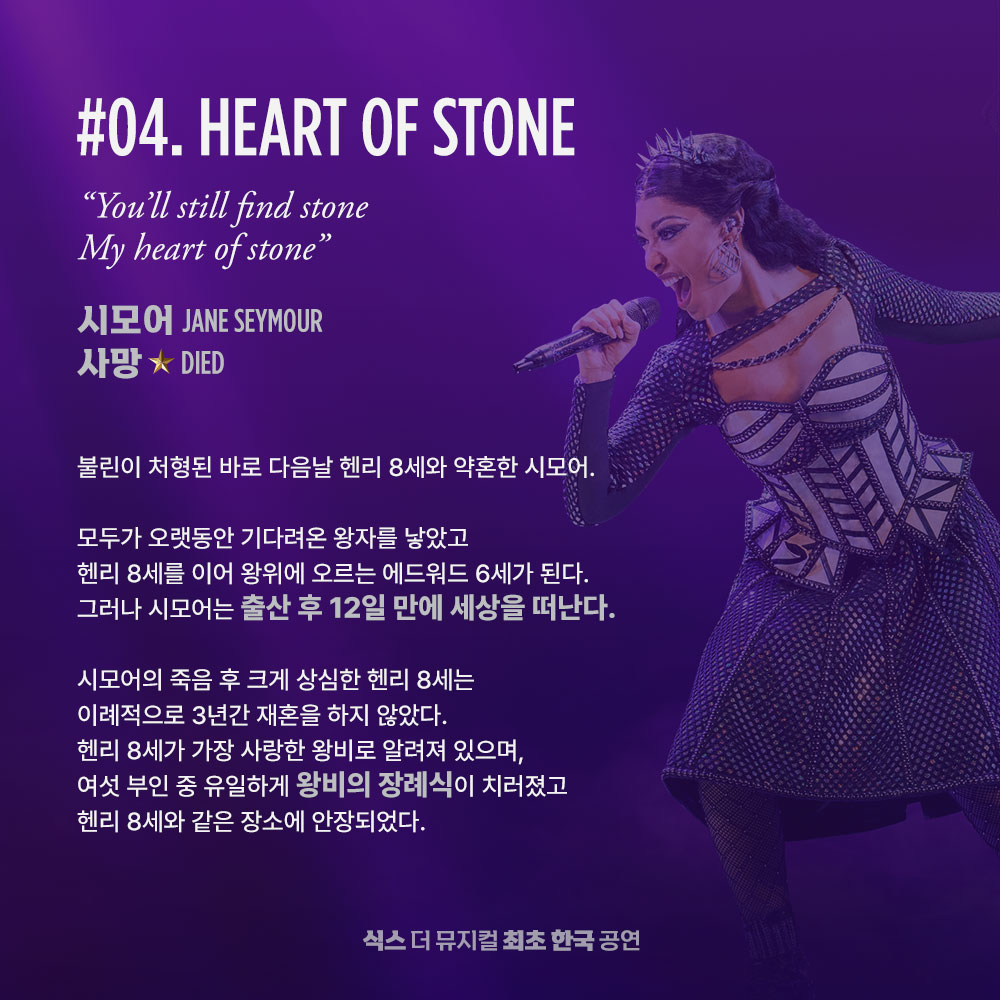 #04. HEART OF STONE
“You’ll still find stone
My heart of stone”
시모어 JANE SEYMOUR
사망 ★ DIED
불린이 처형된 바로 다음날 헨리 8세와 약혼한 시모어.
모두가 오랫동안 기다려온 왕자를 낳았고
헨리 8세를 이어 왕위에 오르는 에드워드 6세가 된다.
그러나 시모어는 출산 후 12일 만에 세상을 떠난다.
시모어의 죽음 후 크게 상심한 헨리 8세는
이례적으로 3년간 재혼을 하지 않았다.
헨리 8세가 가장 사랑한 왕비로 알려져 있으며,
여섯 부인 중 유일하게 왕비의 장례식이 치러졌고
헨리 8세와 같은 장소에 안장되었다.
식스 더 뮤지컬 최초 한국 공연